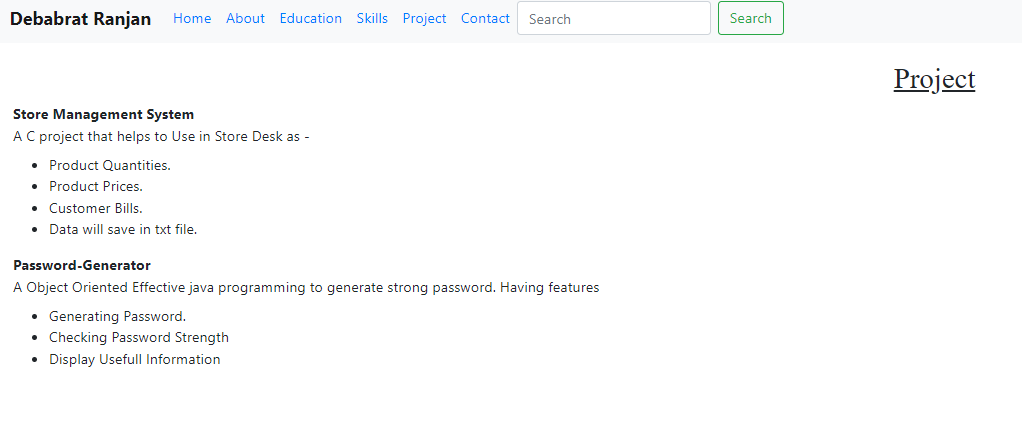 Debabrat Ranjan Home About Education Skills Project Contact Search Search
Project
Store Management System
A C project that helps to Use in Store Desk as -
• Product Quantities.
• Product Prices.
• Customer Bills.
• Data will save in txt file.
Password-Generator
A Object Oriented Effective java programming to generate strong password. Having features
• Generating Password.
• Checking Password Strength
• Display Usefull Information